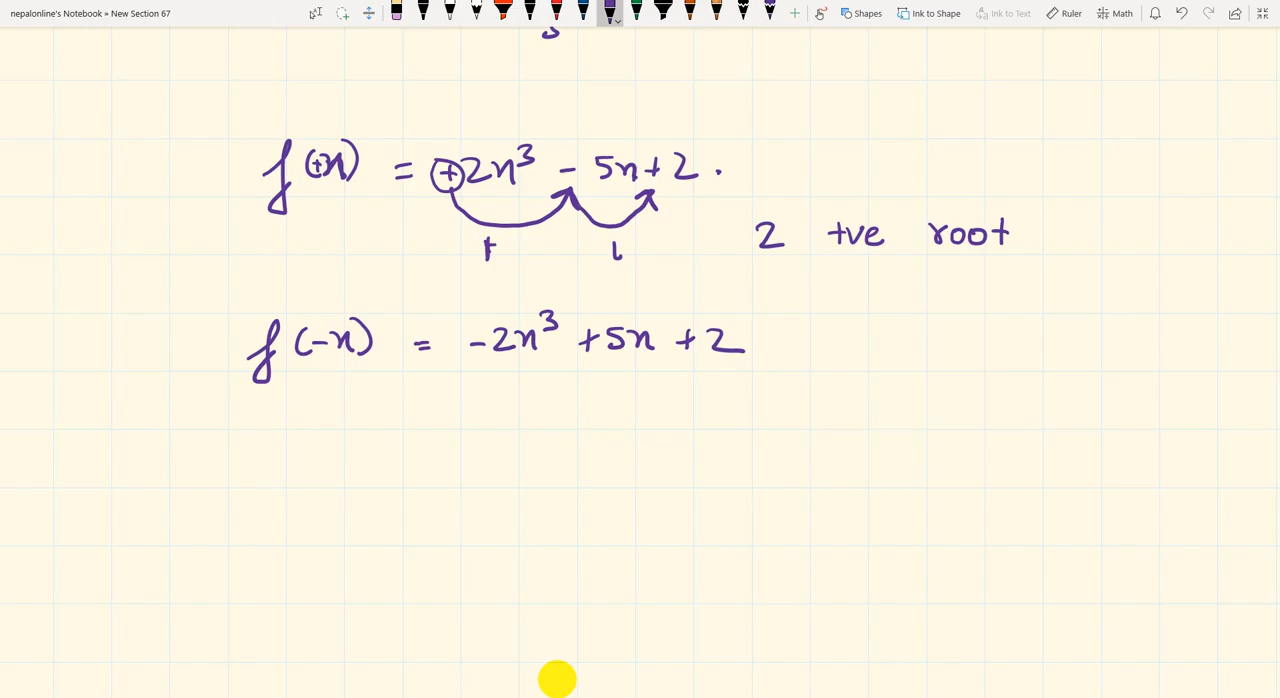 nepalonline's Notebook » New Section 67
Shapes Ink to Shape Ink to Text Ruler Math
f(+x) = +2x³ - 5x + 2 .
1 1
2 +ve root
f(-x) = -2x³ + 5x + 2